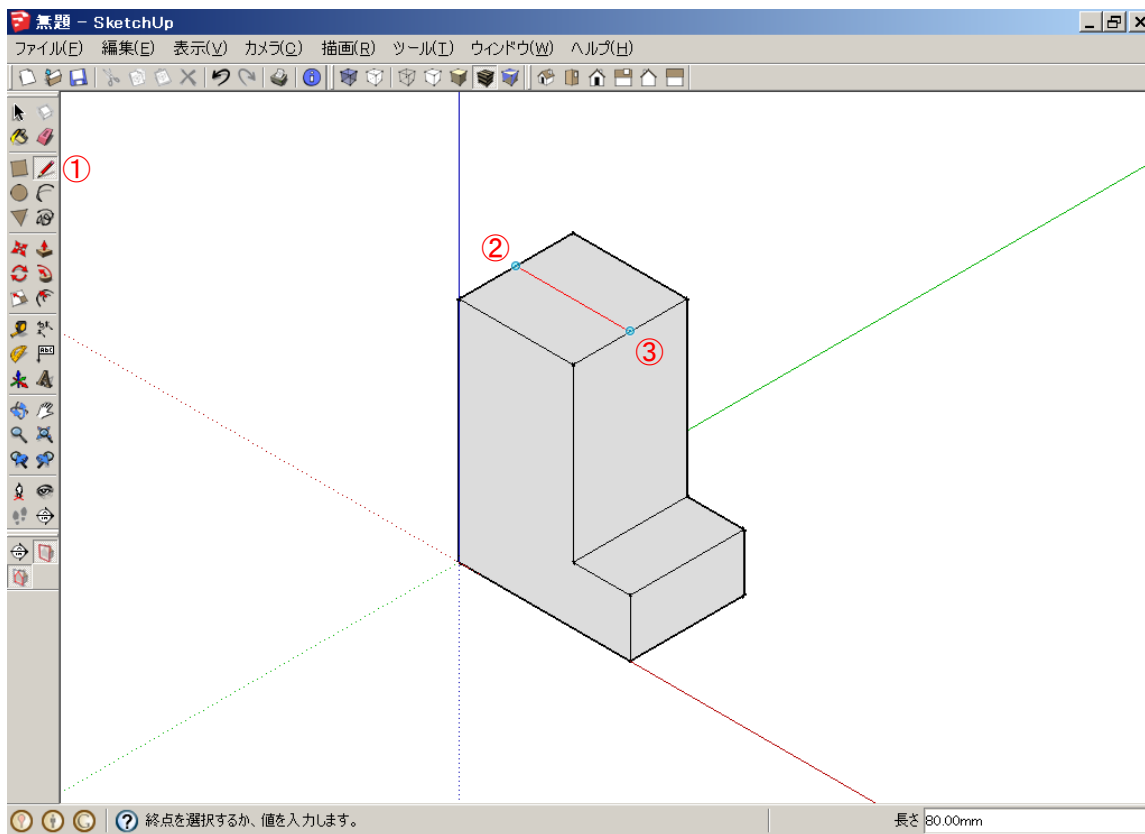 無題 - SketchUp
ファイル(F) 編集(E) 表示(V) カメラ(C) 描画(R) ツール(T) ウィンドウ(W) ヘルプ(H)
①
②
③
終点を選択するか、値を入力します。
長さ 80.00mm